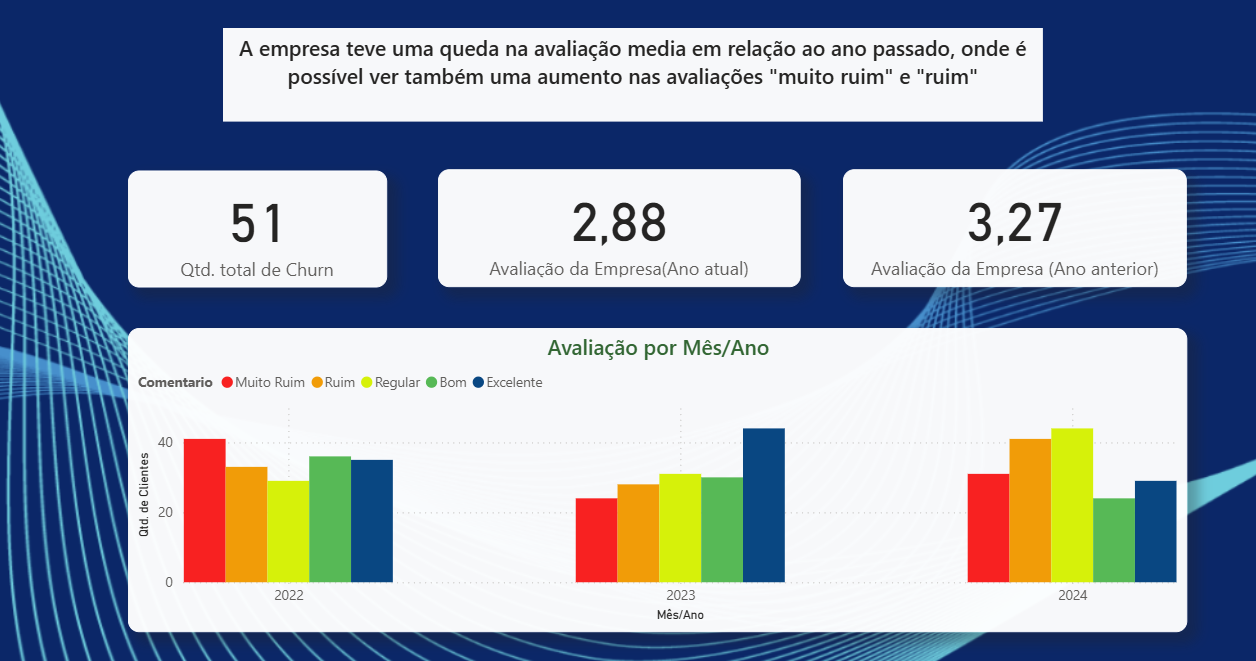 A empresa teve uma queda na avaliação media em relação ao ano passado, onde é
possível ver também uma aumento nas avaliações "muito ruim" e "ruim"
51
Qtd. total de Churn
2,88
Avaliação da Empresa(Ano atual)
3,27
Avaliação da Empresa (Ano anterior)
Avaliação por Mês/Ano
Comentario Muito Ruim Ruim Regular Bom Excelente
Qtd. de Clientes
40
20
0
2022
2023
2024
Mês/Ano